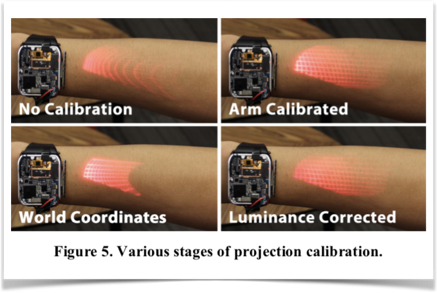 No Calibration
Arm Calibrated
World Coordinates
Luminance Corrected
Figure 5. Various stages of projection calibration.